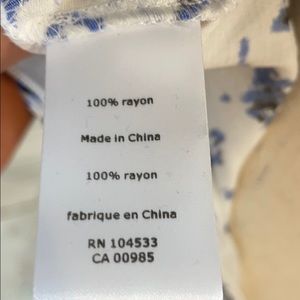 100% rayon
Made in China
100% rayon
fabrique en China
RN 104533
CA 00985